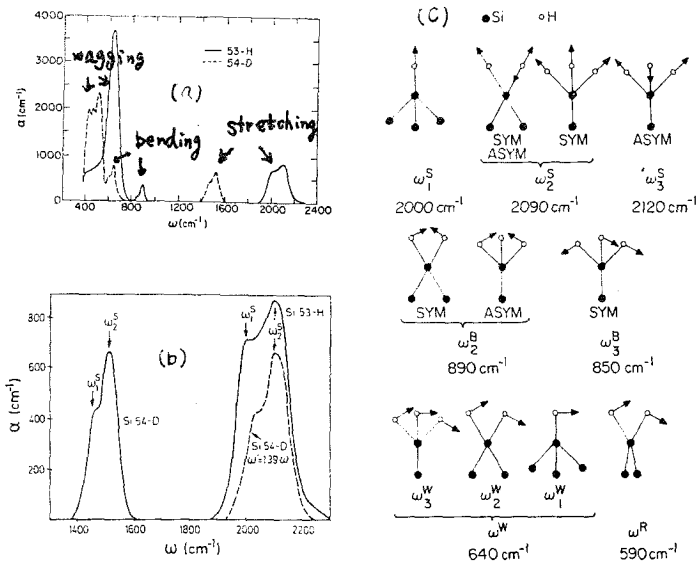 4000
3000
2000
1000
0
α (cm⁻¹)
wagging
(a)
53-H
54-D
bending
stretching
400 800 1200 1600 2000 2400
ω(cm⁻¹)
800
600
400
200
α (cm⁻¹)
(b)
ω₁ˢ
ω₂ˢ
Si 54-D
ω₁ˢ
ω₂ˢ
Si 53-H
Si 54-D
ω'=1.39 ω
1400 1600 1800 2000 2200
ω (cm⁻¹)
(C)
Si H
SYM SYM ASYM
ASYM
ω₁ˢ ω₂ˢ ω₃ˢ
2000 cm⁻¹ 2090 cm⁻¹ 2120 cm⁻¹
SYM ASYM SYM
ω₂ᴮ ω₃ᴮ
890 cm⁻¹ 850 cm⁻¹
ω₃ᵂ ω₂ᵂ ω₁ᵂ
ωᵂ ωᴿ
640 cm⁻¹ 590 cm⁻¹